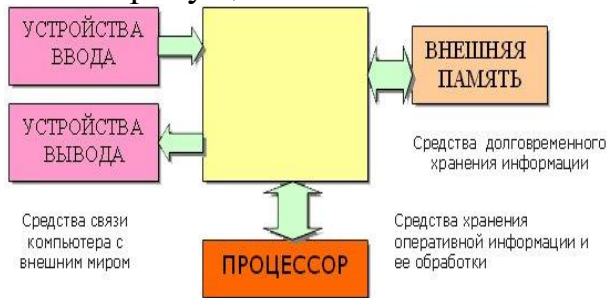 УСТРОЙСТВА
ВВОДА
ВНЕШНЯЯ
ПАМЯТЬ
УСТРОЙСТВА
ВЫВОДА
Средства долговременного
хранения информации
Средства связи
компьютера с
внешним миром
Средства хранения
оперативной информации и
ее обработки
ПРОЦЕССОР